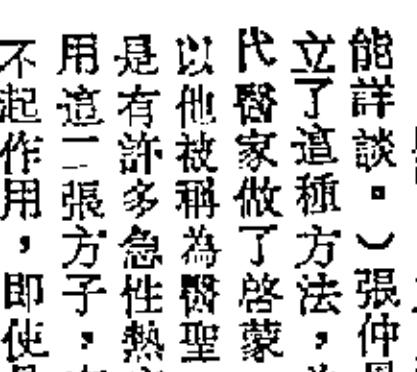 能詳談。）張仲
立了這種方法，
代醫家做了啓蒙
以他被稱為醫聖
是有許多急性熱
用這二張方子，
不起作用，即使